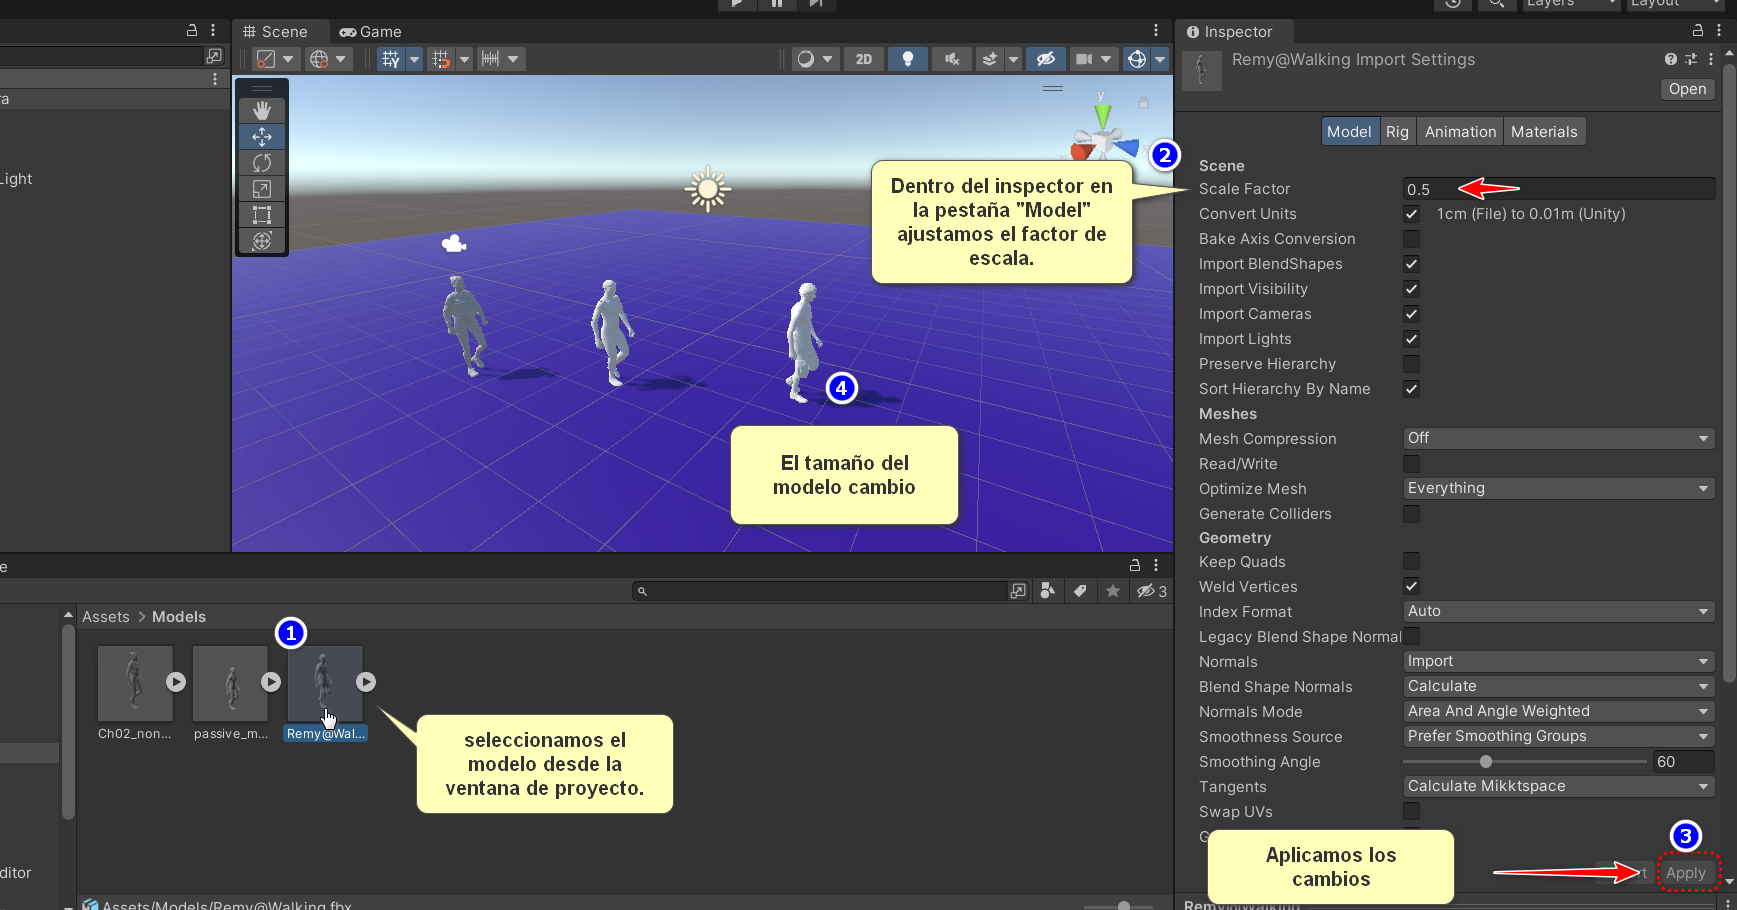 Layers
Layout
Scene
Game
Inspector
2D
ra
Light
y
Remy@Walking Import Settings
Open
Model
Rig
Animation
Materials
2
Dentro del inspector en
la pestaña "Model"
ajustamos el factor de
escala.
Scene
Scale Factor 0.5
Convert Units 1cm (File) to 0.01m (Unity)
Bake Axis Conversion
Import BlendShapes
Import Visibility
Import Cameras
Import Lights
Preserve Hierarchy
Sort Hierarchy By Name
Meshes
Mesh Compression Off
Read/Write
Optimize Mesh Everything
Generate Colliders
Geometry
Keep Quads
Weld Vertices
Index Format Auto
Legacy Blend Shape Normal
Normals Import
Blend Shape Normals Calculate
Normals Mode Area And Angle Weighted
Smoothness Source Prefer Smoothing Groups
Smoothing Angle 60
Tangents Calculate Mikktspace
Swap UVs
G
4
El tamaño del
modelo cambio
e
3
Assets > Models
1
Ch02_non...
passive_m...
Remy@Wal...
seleccionamos el
modelo desde la
ventana de proyecto.
ditor
Assets/Models/Remy@Walking.fbx
3
Aplicamos los
cambios
t
Apply
Remy@Walking